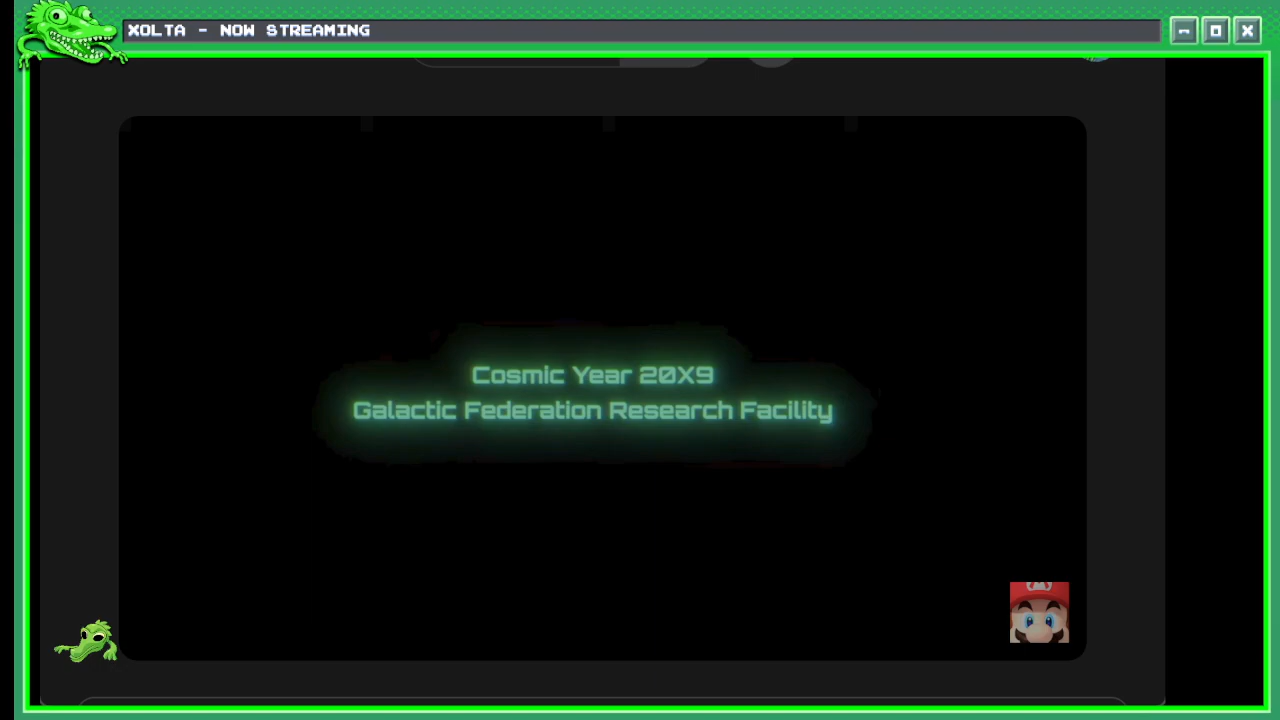 XOLTA - NOW STREAMING
Cosmic Year 20X9
Galactic Federation Research Facility
M